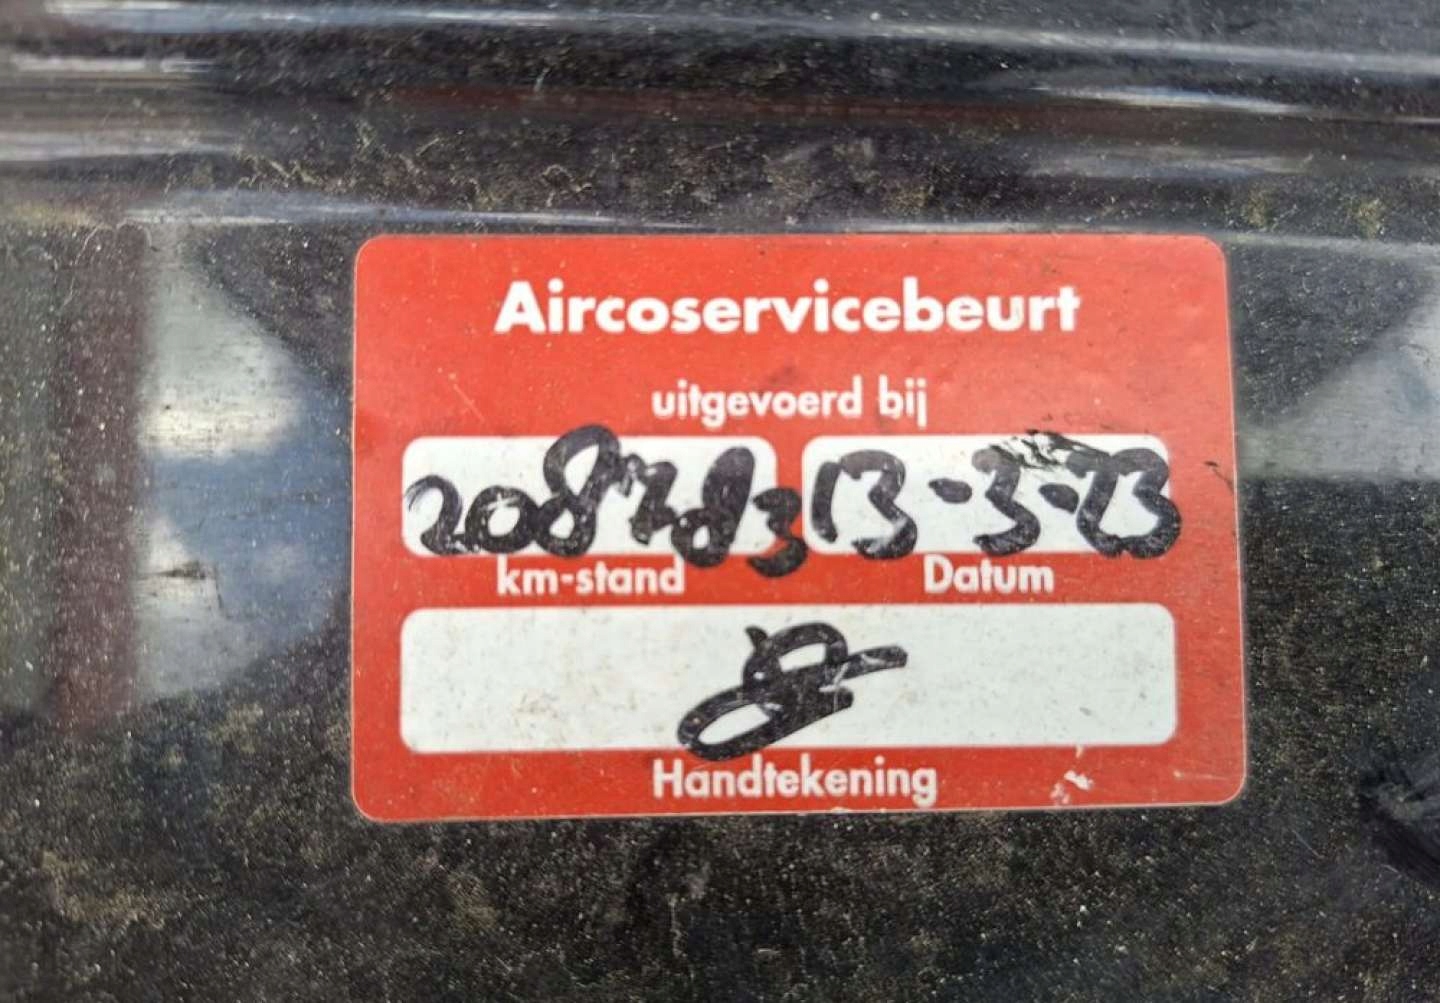 Aircoservicebeurt
uitgevoerd bij
13-3-23
km-stand Datum
Handtekening